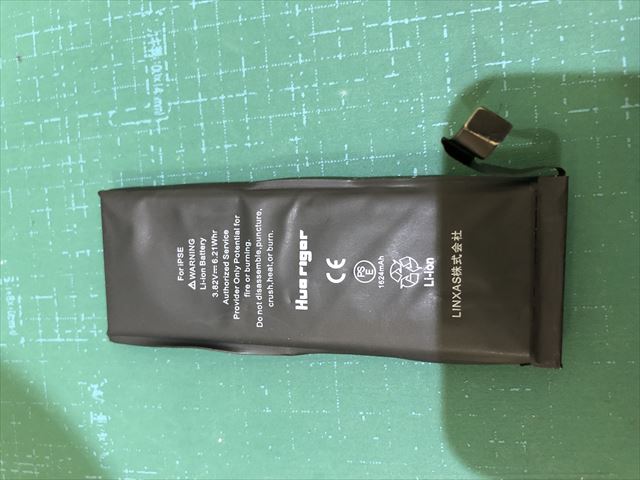 For IPSE
⚠WARNING
Li-ion Battery
3.82V⎓ 6.21Whr
Authorized Service
Provider Only Potential for
fire or burning.
Do not disassemble,puncture,
crush,heat,or burn.
Huarigor
CE
PS
E
1624mAh
Li-ion
LINXAS株式会社